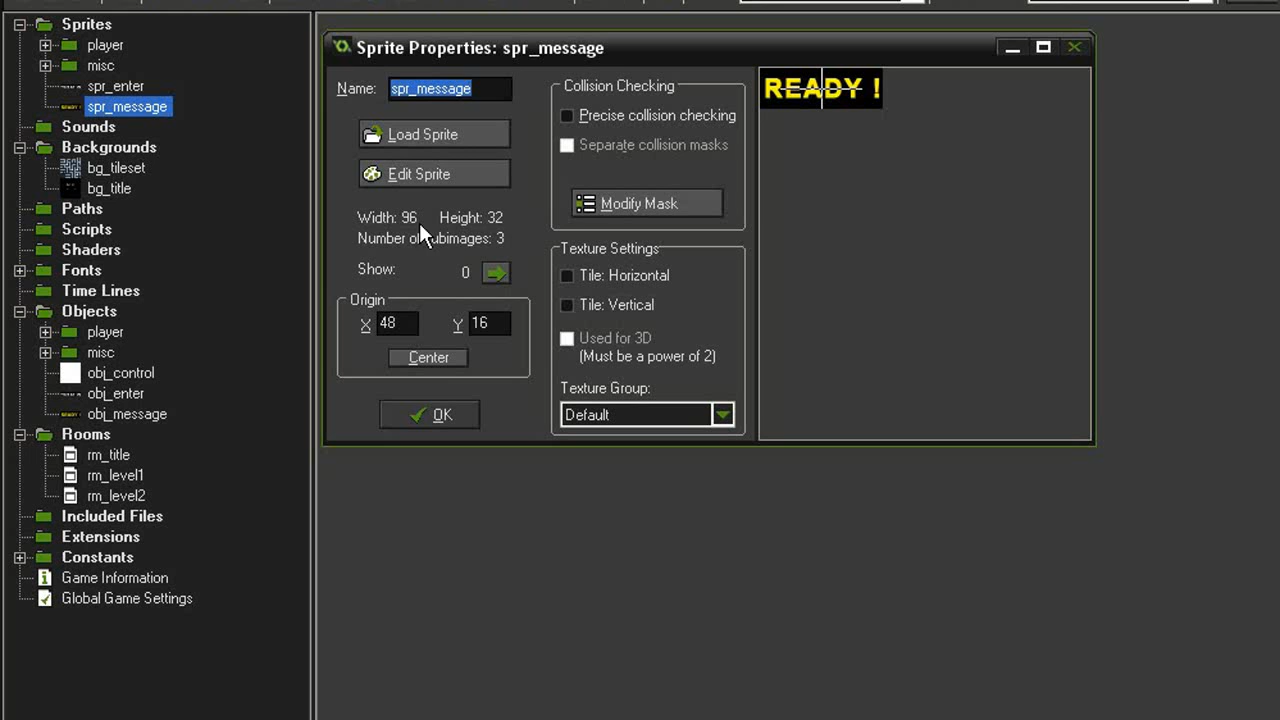 Sprites
player
misc
spr_enter
spr_message
Sounds
Backgrounds
bg_tileset
bg_title
Paths
Scripts
Shaders
Fonts
Time Lines
Objects
player
misc
obj_control
obj_enter
obj_message
Rooms
rm_title
rm_level1
rm_level2
Included Files
Extensions
Constants
Game Information
Global Game Settings
Sprite Properties: spr_message
Name: spr_message
Load Sprite
Edit Sprite
Width: 96 Height: 32
Number of subimages: 3
Show: 0
Origin
X 48 Y 16
Center
OK
Collision Checking
Precise collision checking
Separate collision masks
Modify Mask
Texture Settings
Tile: Horizontal
Tile: Vertical
Used for 3D
(Must be a power of 2)
Texture Group:
Default
READY !